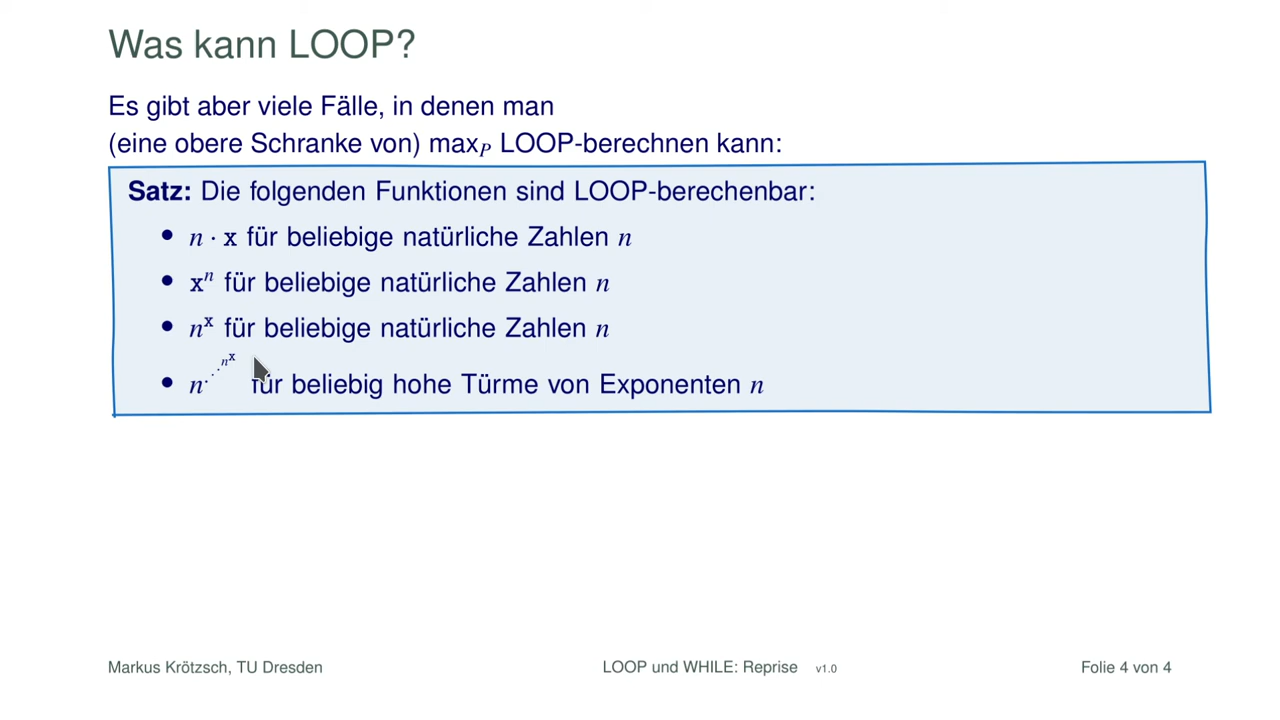 Was kann LOOP?
Es gibt aber viele Fälle, in denen man
(eine obere Schranke von) max_P LOOP-berechnen kann:
Satz: Die folgenden Funktionen sind LOOP-berechenbar:
• n · x für beliebige natürliche Zahlen n
• x^n für beliebige natürliche Zahlen n
• n^x für beliebige natürliche Zahlen n
• n^⋰^n^x für beliebig hohe Türme von Exponenten n
Markus Krötzsch, TU Dresden LOOP und WHILE: Reprise v1.0 Folie 4 von 4